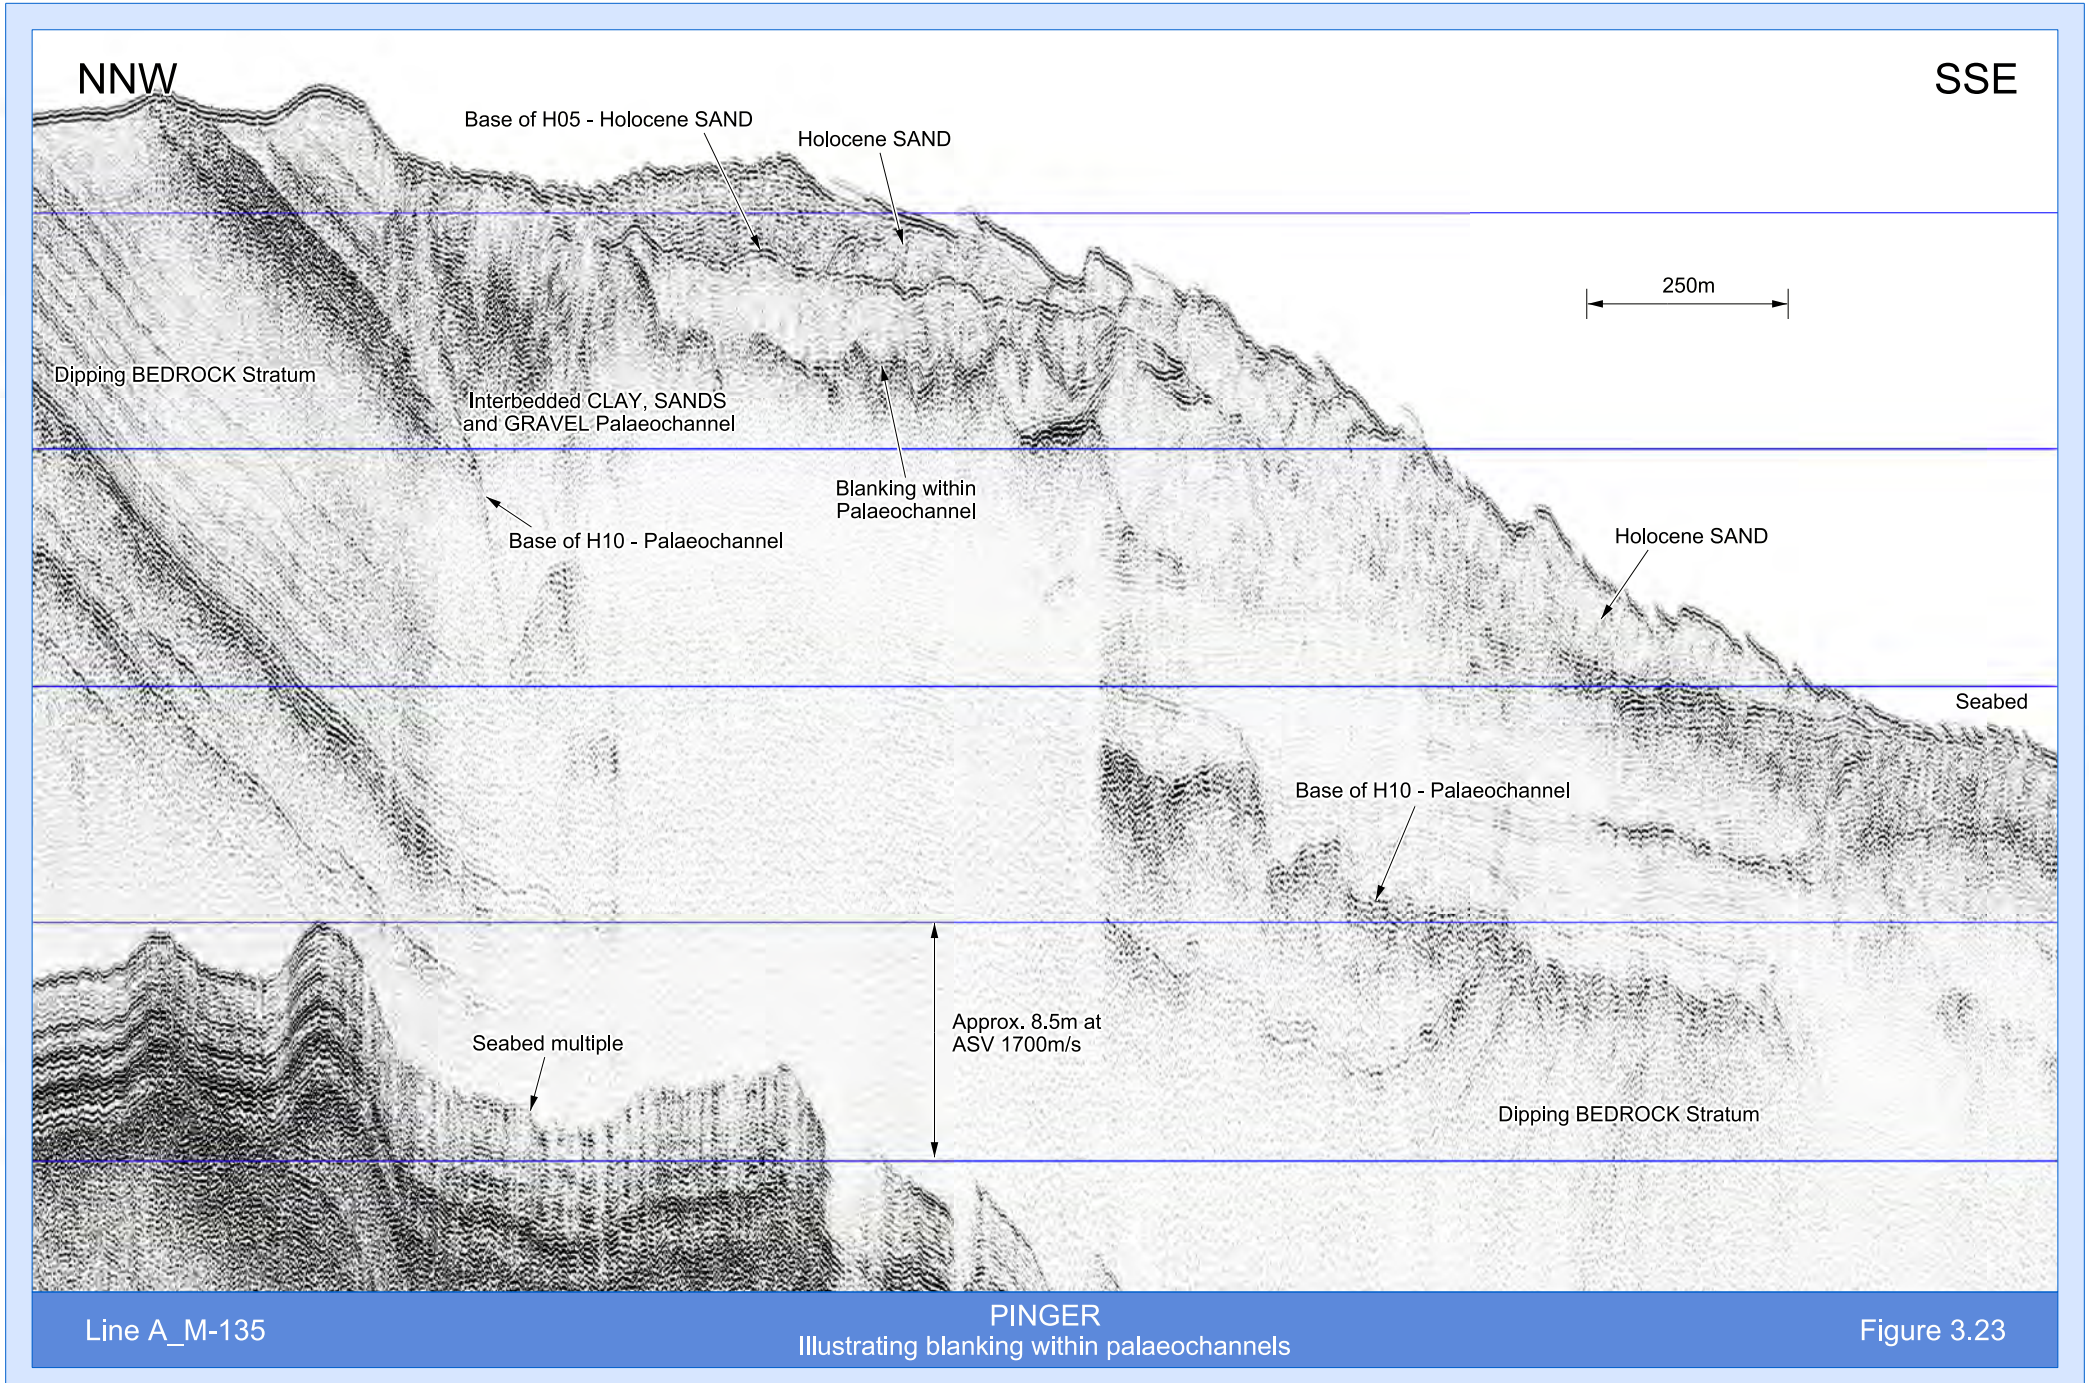 NNW
SSE
Base of H05 - Holocene SAND
Holocene SAND
250m
Dipping BEDROCK Stratum
Interbedded CLAY, SANDS
and GRAVEL Palaeochannel
Blanking within
Palaeochannel
Base of H10 - Palaeochannel
Holocene SAND
Seabed
Base of H10 - Palaeochannel
Approx. 8.5m at
ASV 1700m/s
Seabed multiple
Dipping BEDROCK Stratum
Line A_M-135
PINGER
Illustrating blanking within palaeochannels
Figure 3.23